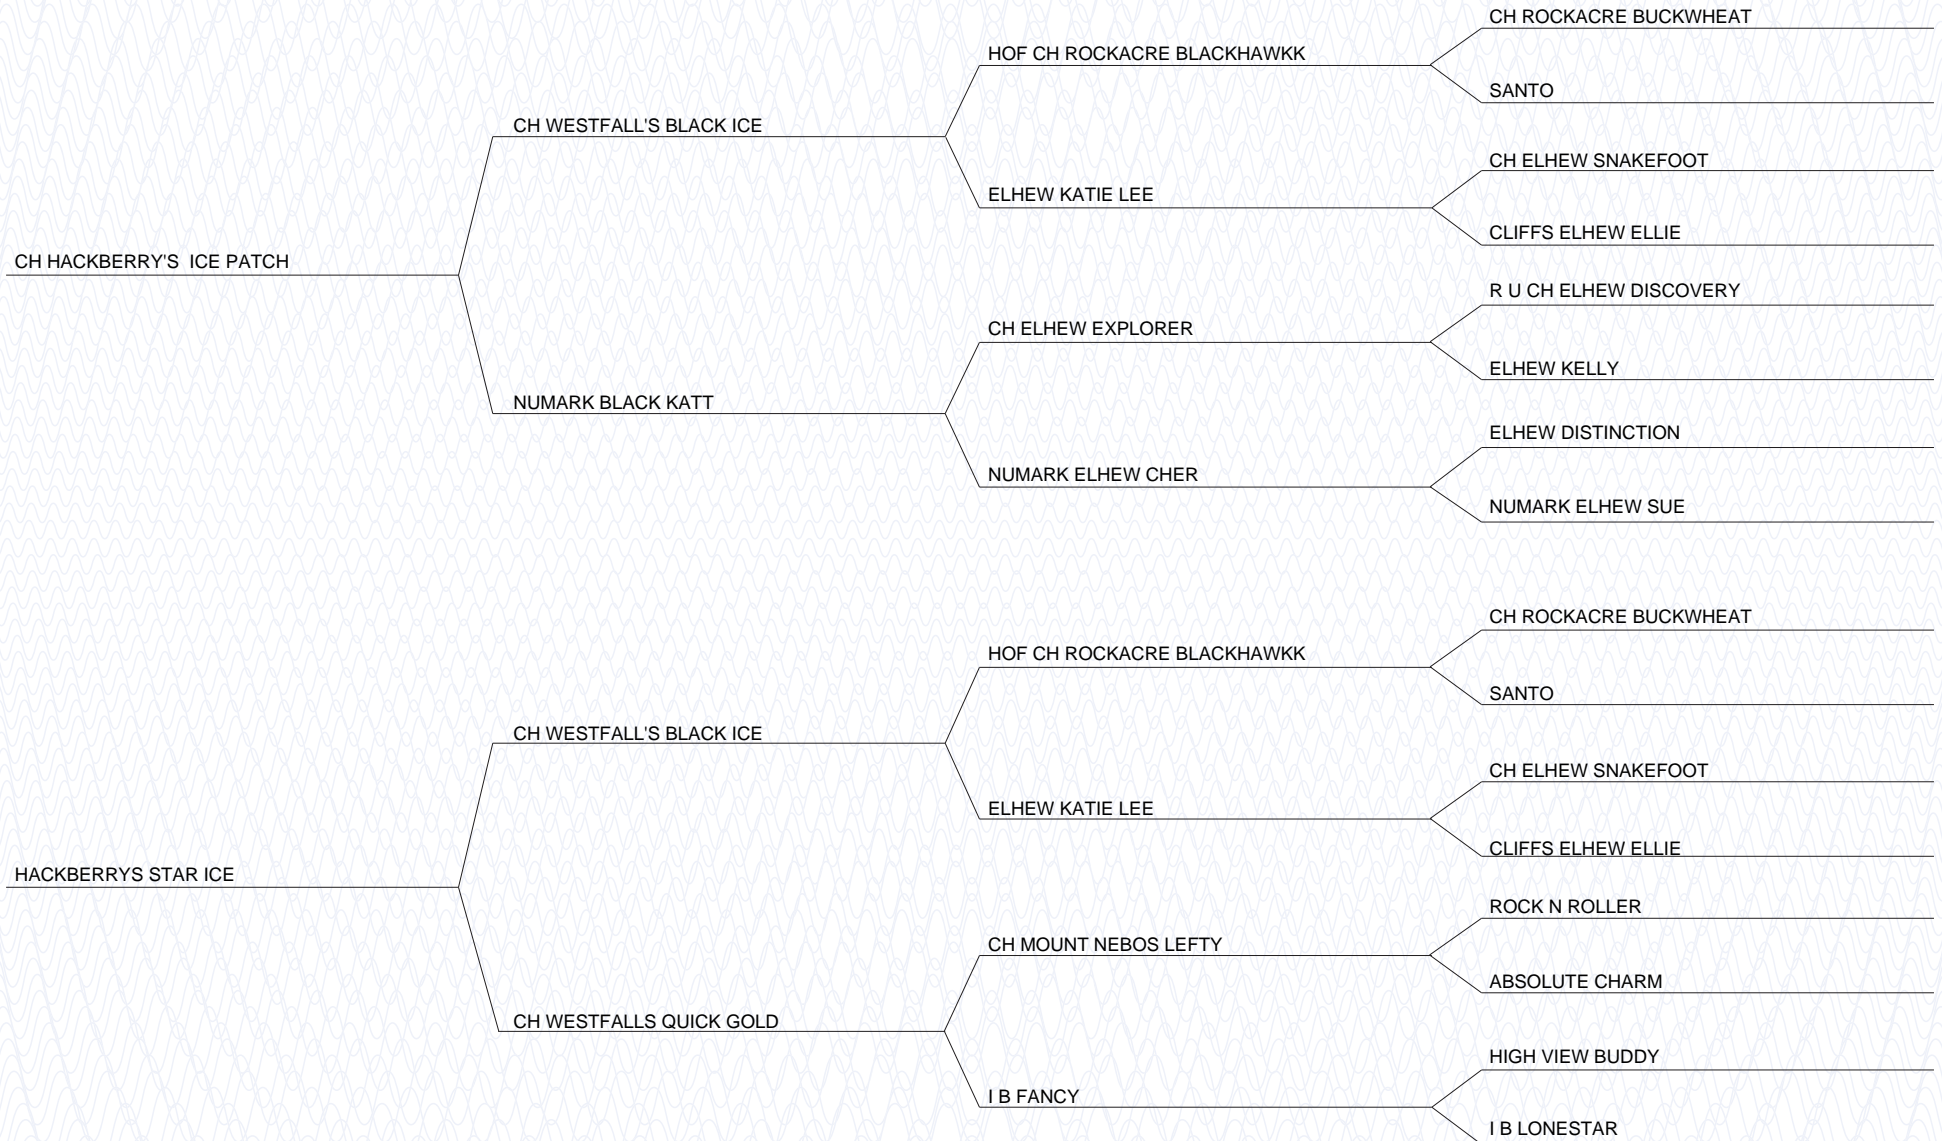 CH ROCKACRE BUCKWHEAT
HOF CH ROCKACRE BLACKHAWKK
SANTO
CH WESTFALL'S BLACK ICE
CH ELHEW SNAKEFOOT
ELHEW KATIE LEE
CLIFFS ELHEW ELLIE
CH HACKBERRY'S  ICE PATCH
R U CH ELHEW DISCOVERY
CH ELHEW EXPLORER
ELHEW KELLY
NUMARK BLACK KATT
ELHEW DISTINCTION
NUMARK ELHEW CHER
NUMARK ELHEW SUE
CH ROCKACRE BUCKWHEAT
HOF CH ROCKACRE BLACKHAWKK
SANTO
CH WESTFALL'S BLACK ICE
CH ELHEW SNAKEFOOT
ELHEW KATIE LEE
CLIFFS ELHEW ELLIE
HACKBERRYS STAR ICE
ROCK N ROLLER
CH MOUNT NEBOS LEFTY
ABSOLUTE CHARM
CH WESTFALLS QUICK GOLD
HIGH VIEW BUDDY
I B FANCY
I B LONESTAR